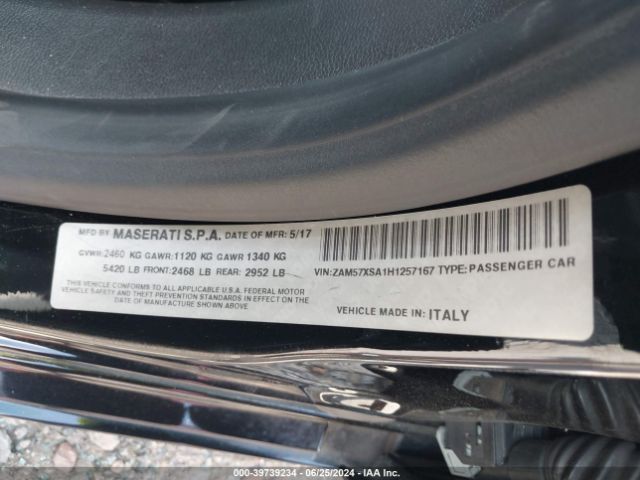 MFD BY MASERATI S.P.A. DATE OF MFR: 5/17
GVWR: 2460 KG GAWR: 1120 KG GAWR 1340 KG
5420 LB FRONT: 2468 LB REAR: 2952 LB
THIS VEHICLE CONFORMS TO ALL APPLICABLE U.S.A. FEDERAL MOTOR
VEHICLE SAFETY AND THEFT PREVENTION STANDARDS IN EFFECT ON THE
DATE OF MANUFACTURE SHOWN ABOVE.
VIN: ZAM57XSA1H1257167 TYPE: PASSENGER CAR
VEHICLE MADE IN: ITALY
000-39739234 - 06/25/2024 - IAA Inc.